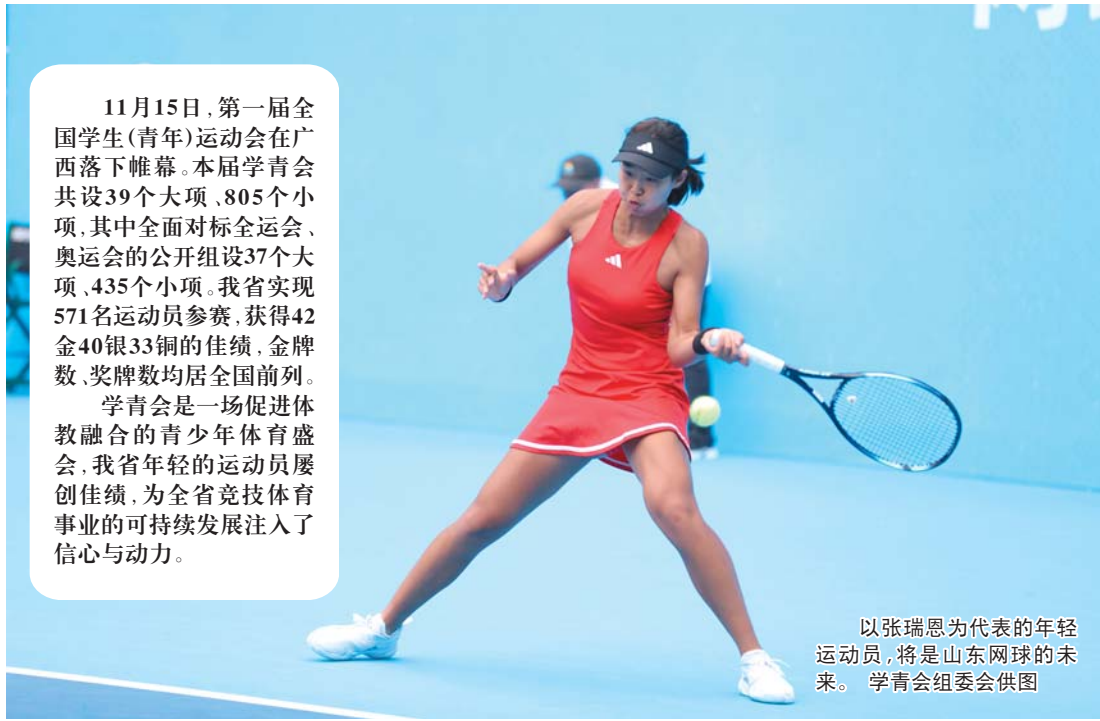 11月15日,第一届全
国学生(青年)运动会在广
西落下帷幕。本届学青会
共设39个大项、805个小
项,其中全面对标全运会、
奥运会的公开组设37个大
项、435个小项。我省实现
571名运动员参赛,获得42
金40银33铜的佳绩,金牌
数、奖牌数均居全国前列。
学青会是一场促进体
教融合的青少年体育盛
会,我省年轻的运动员屡
创佳绩,为全省竞技体育
事业的可持续发展注入了
信心与动力。
以张瑞恩为代表的年轻
运动员,将是山东网球的未
来。 学青会组委会供图